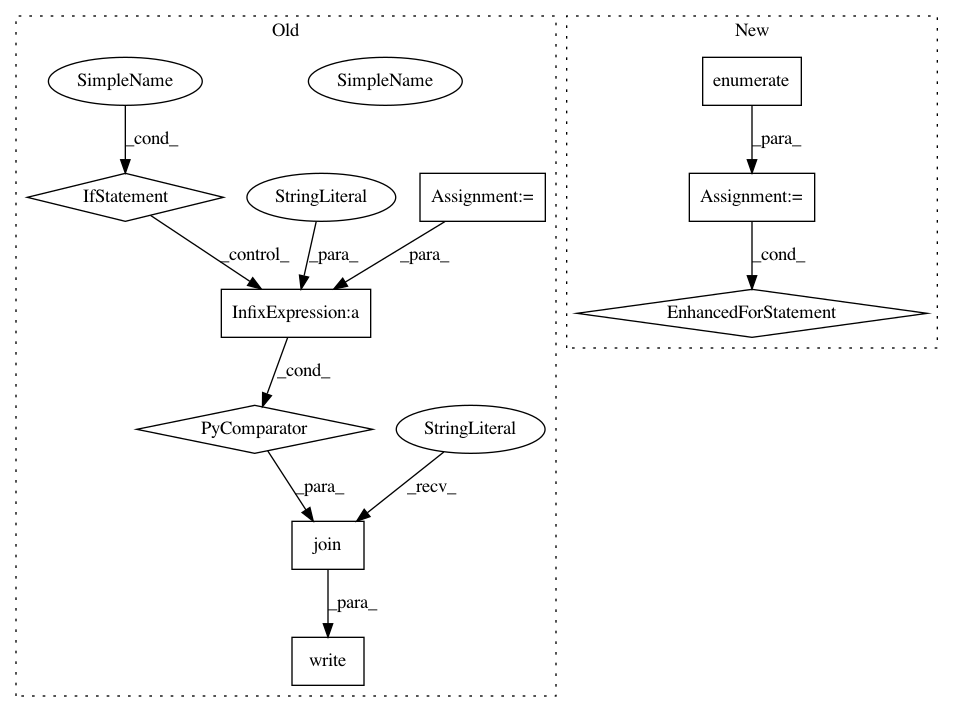 Old
New
SimpleName
SimpleName
enumerate
_cond_
_para_
IfStatement
StringLiteral
Assignment:=
Assignment:=
_control_
_para_
_para_
_cond_
InfixExpression:a
EnhancedForStatement
_cond_
PyComparator
StringLiteral
_para_
_recv_
join
_para_
write